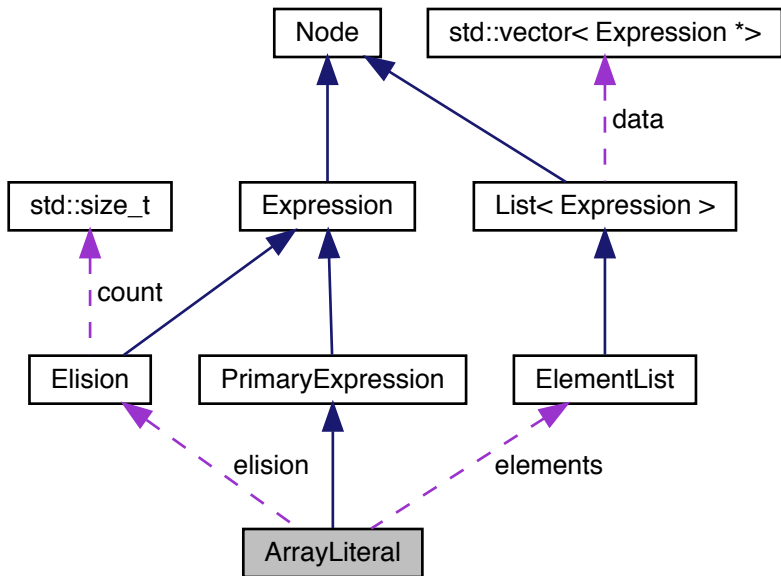 Node
std::vector< Expression *>
data
std::size_t
Expression
List< Expression >
count
Elision
PrimaryExpression
ElementList
elision
elements
ArrayLiteral